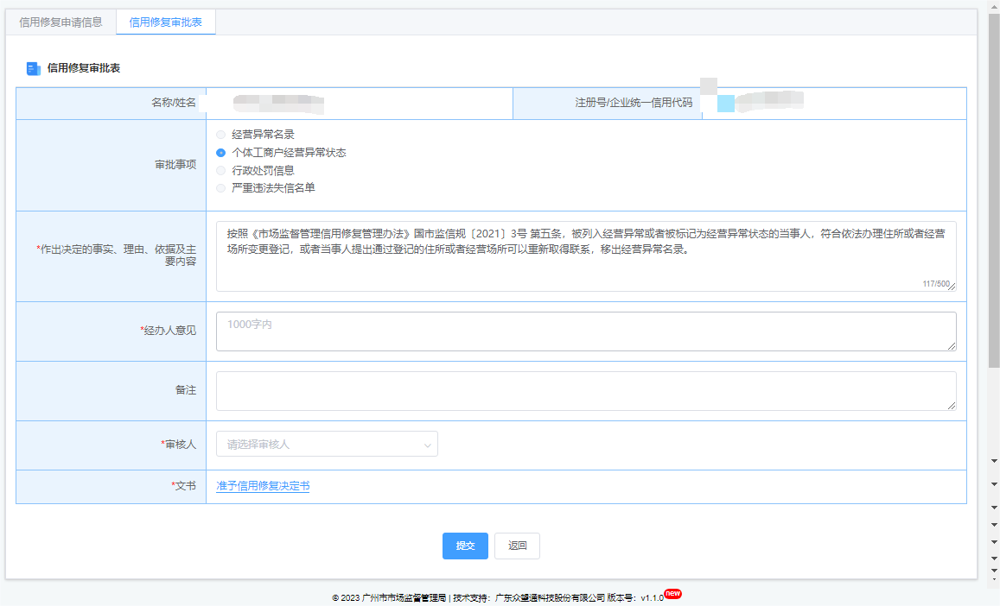 信用修复申请信息 信用修复审批表
信用修复审批表
名称/姓名 注册号/企业统一信用代码
审批事项
经营异常名录
个体工商户经营异常状态
行政处罚信息
严重违法失信名单
*作出决定的事实、理由、依据及主
要内容
按照《市场监督管理信用修复管理办法》国市监信规〔2021〕3号 第五条，被列入经营异常或者被标记为经营异常状态的当事人，符合依法办理住所或者经营
场所变更登记，或者当事人提出通过登记的住所或者经营场所可以重新取得联系，移出经营异常名录。
117/500
*经办人意见 1000字内
备注
*审核人 请选择审核人
*文书 准予信用修复决定书
提交 返回
© 2023 广州市市场监督管理局 | 技术支持：广东众望通科技股份有限公司 版本号：v1.1.0 new